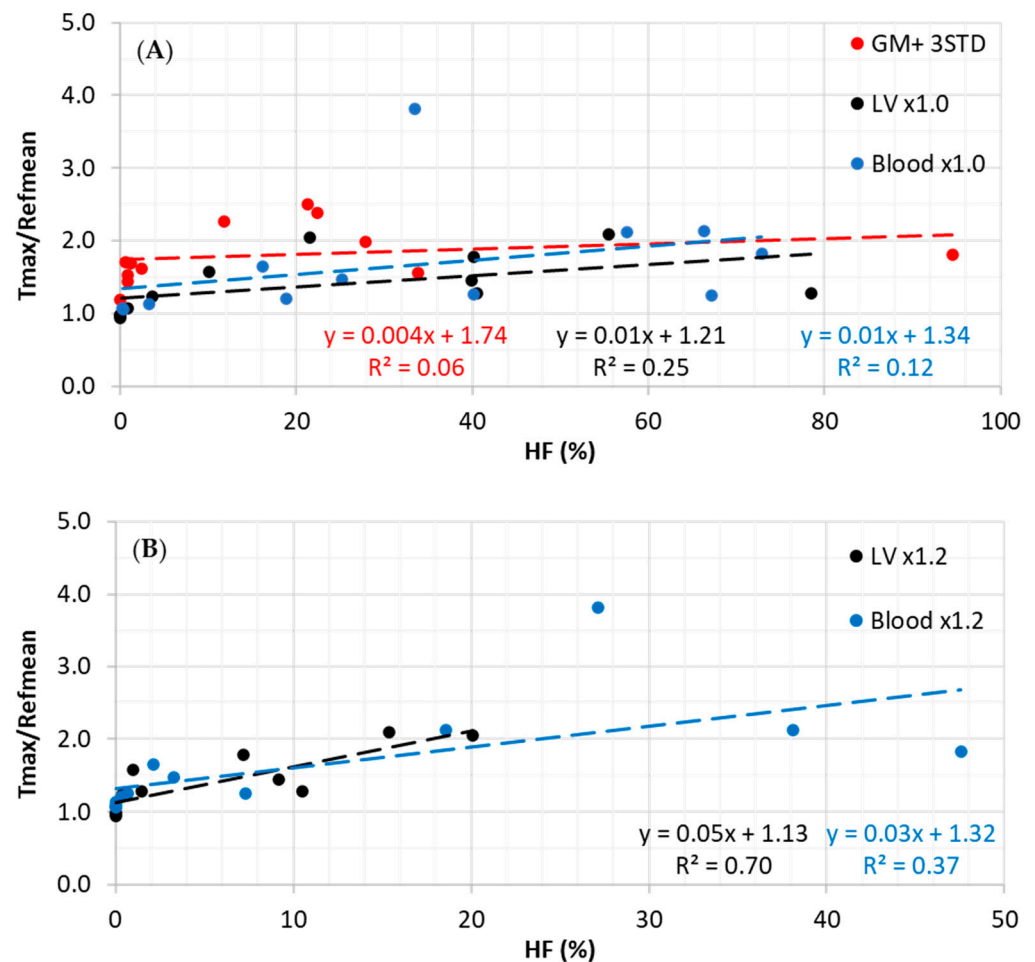 5.0
(A)
GM+ 3STD
4.0
LV x1.0
3.0
Blood x1.0
2.0
1.0
y = 0.004x + 1.74
y = 0.01x + 1.21
y = 0.01x + 1.34
R² = 0.06
R² = 0.25
R² = 0.12
0.0
Tmax/Refmean
0
20
40
60
80
100
HF (%)
5.0
(B)
LV x1.2
4.0
Blood x1.2
3.0
2.0
1.0
y = 0.05x + 1.13
y = 0.03x + 1.32
R² = 0.70
R² = 0.37
0.0
Tmax/Refmean
0
10
20
30
40
50
HF (%)